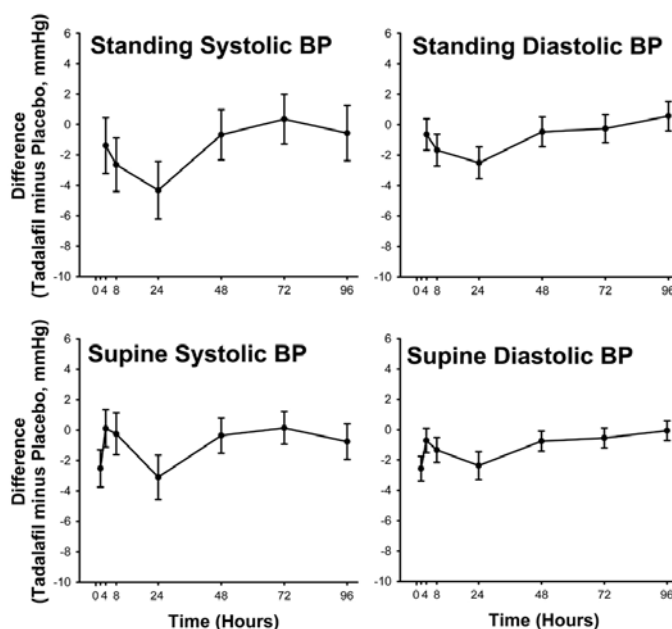 Standing Systolic BP
6
4
2
0
-2
-4
-6
-8
-10
0 4 8 24 48 72 96
Difference
(Tadalafil minus Placebo, mmHg)
Standing Diastolic BP
6
4
2
0
-2
-4
-6
-8
-10
0 4 8 24 48 72 96
Supine Systolic BP
6
4
2
0
-2
-4
-6
-8
-10
0 4 8 24 48 72 96
Difference
(Tadalafil minus Placebo, mmHg)
Time (Hours)
Supine Diastolic BP
6
4
2
0
-2
-4
-6
-8
-10
0 4 8 24 48 72 96
Time (Hours)